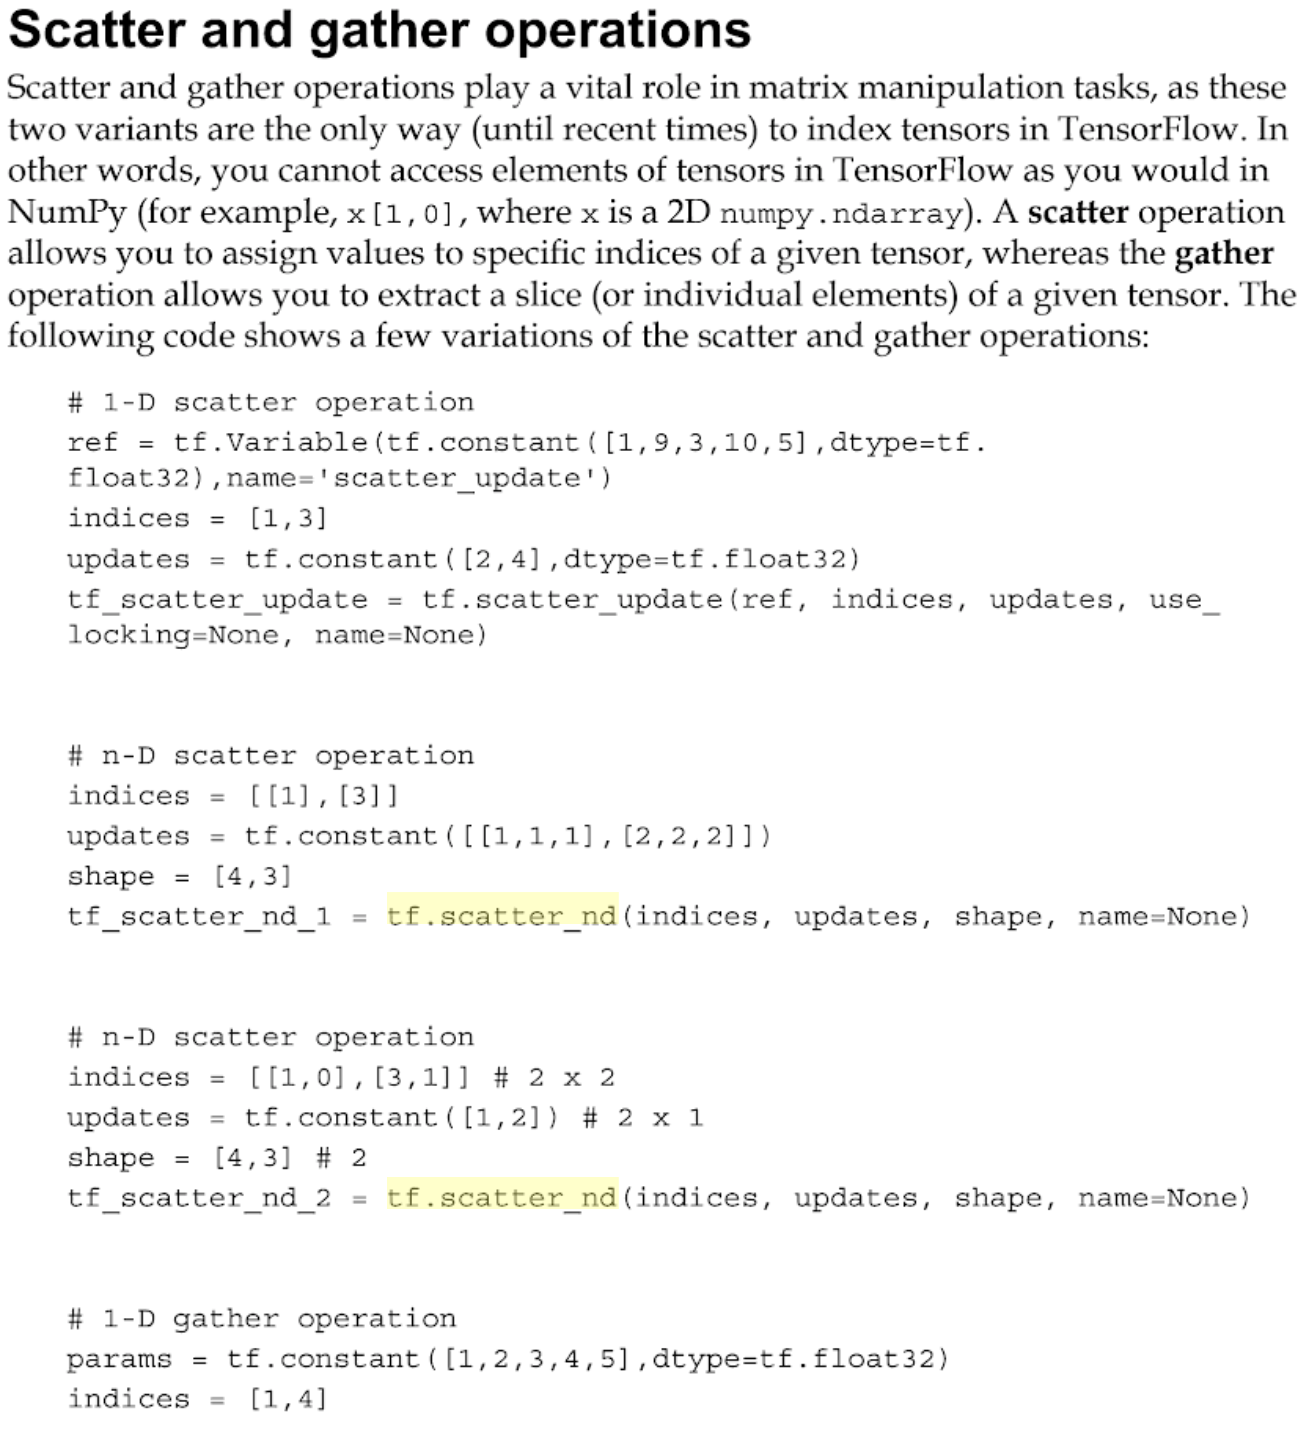 Scatter and gather operations
Scatter and gather operations play a vital role in matrix manipulation tasks, as these
two variants are the only way (until recent times) to index tensors in TensorFlow. In
other words, you cannot access elements of tensors in TensorFlow as you would in
NumPy (for example, x[1,0], where x is a 2D numpy.ndarray). A scatter operation
allows you to assign values to specific indices of a given tensor, whereas the gather
operation allows you to extract a slice (or individual elements) of a given tensor. The
following code shows a few variations of the scatter and gather operations:
# 1-D scatter operation
ref = tf.Variable(tf.constant([1,9,3,10,5],dtype=tf.
float32),name='scatter_update')
indices = [1,3]
updates = tf.constant([2,4],dtype=tf.float32)
tf_scatter_update = tf.scatter_update(ref, indices, updates, use_
locking=None, name=None)
# n-D scatter operation
indices = [[1],[3]]
updates = tf.constant([[1,1,1],[2,2,2]])
shape = [4,3]
tf_scatter_nd_1 = tf.scatter_nd(indices, updates, shape, name=None)
# n-D scatter operation
indices = [[1,0],[3,1]] # 2 x 2
updates = tf.constant([1,2]) # 2 x 1
shape = [4,3] # 2
tf_scatter_nd_2 = tf.scatter_nd(indices, updates, shape, name=None)
# 1-D gather operation
params = tf.constant([1,2,3,4,5],dtype=tf.float32)
indices = [1,4]